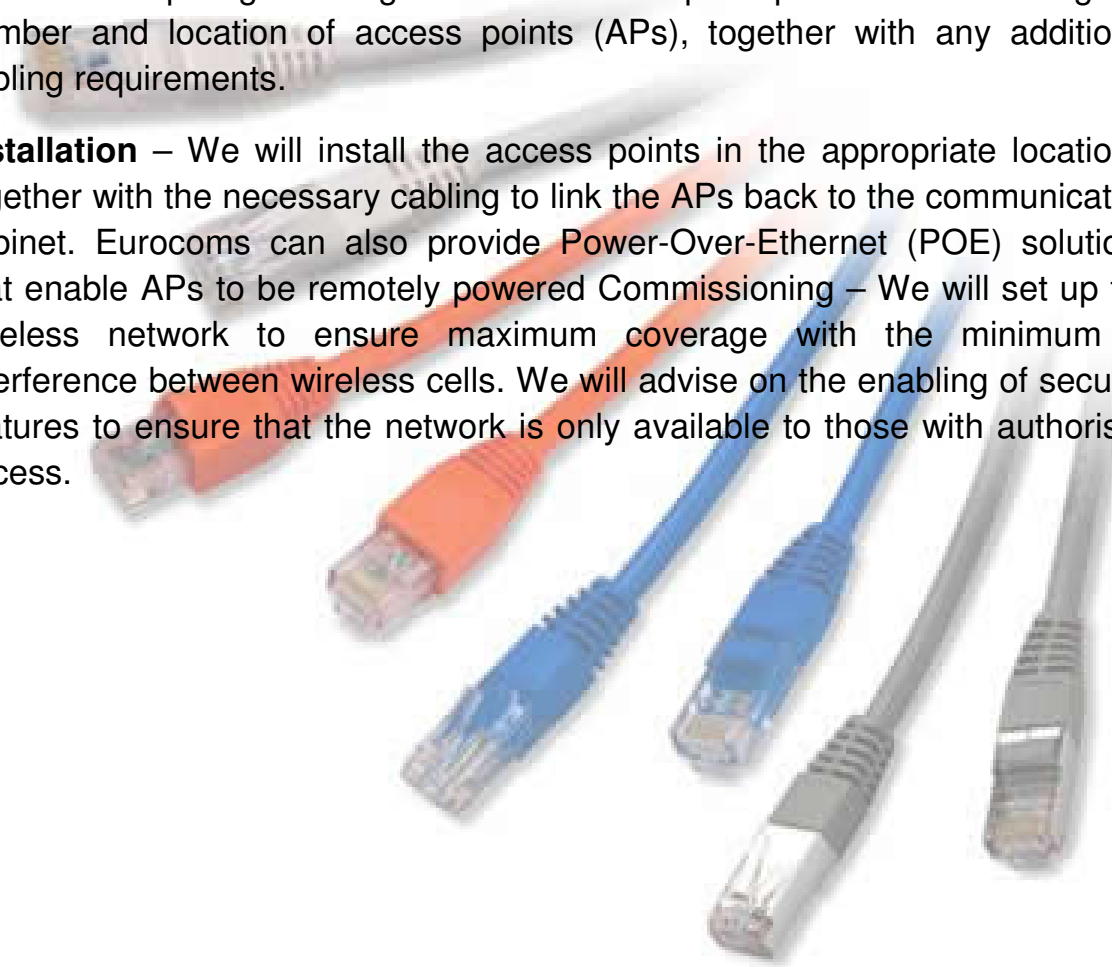 mber and location of access points (APs), together with any additio
bling requirements.
stallation – We will install the access points in the appropriate locatio
gether with the necessary cabling to link the APs back to the communicat
binet. Eurocoms can also provide Power-Over-Ethernet (POE) solutio
at enable APs to be remotely powered Commissioning – We will set up t
eless network to ensure maximum coverage with the minimum
erference between wireless cells. We will advise on the enabling of secu
atures to ensure that the network is only available to those with authoris
cess.